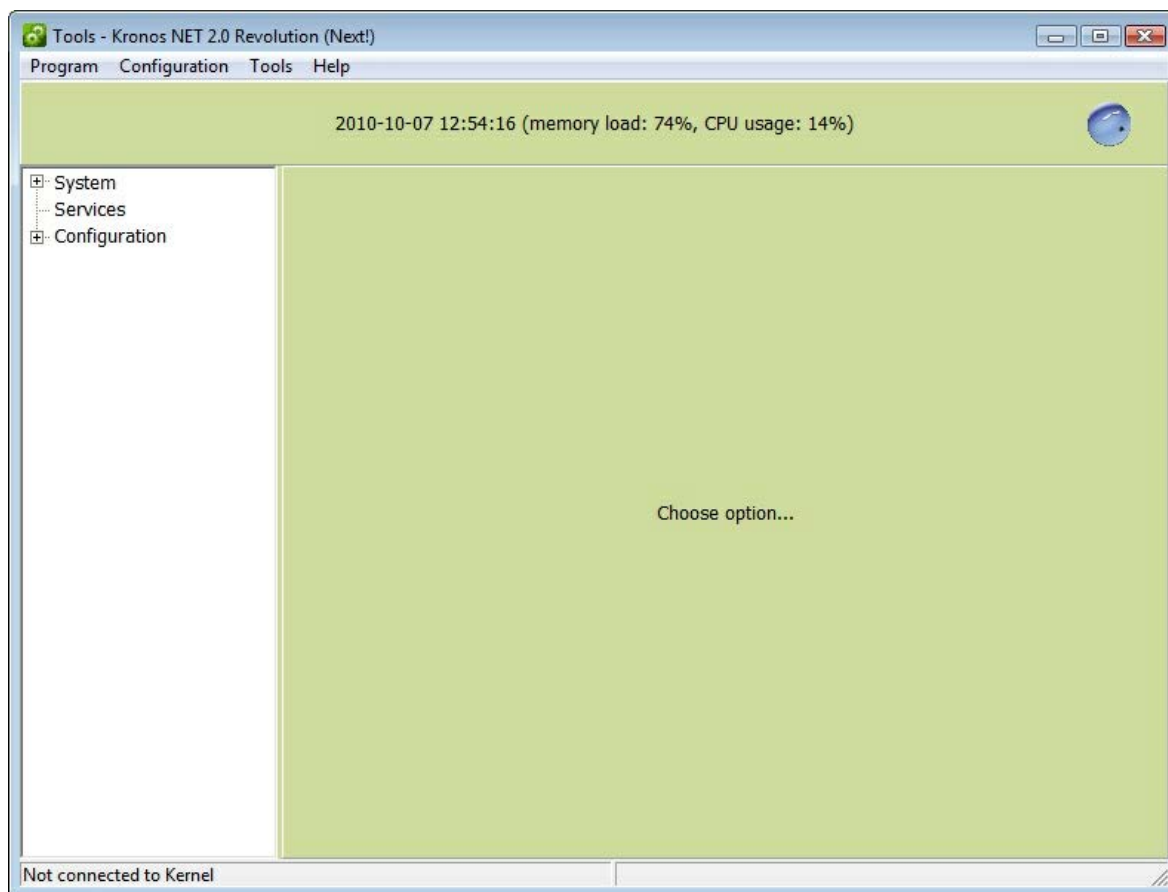 Tools - Kronos NET 2.0 Revolution (Next!)
Program Configuration Tools Help
2010-10-07 12:54:16 (memory load: 74%, CPU usage: 14%)
System
Services
Configuration
Choose option...
Not connected to Kernel